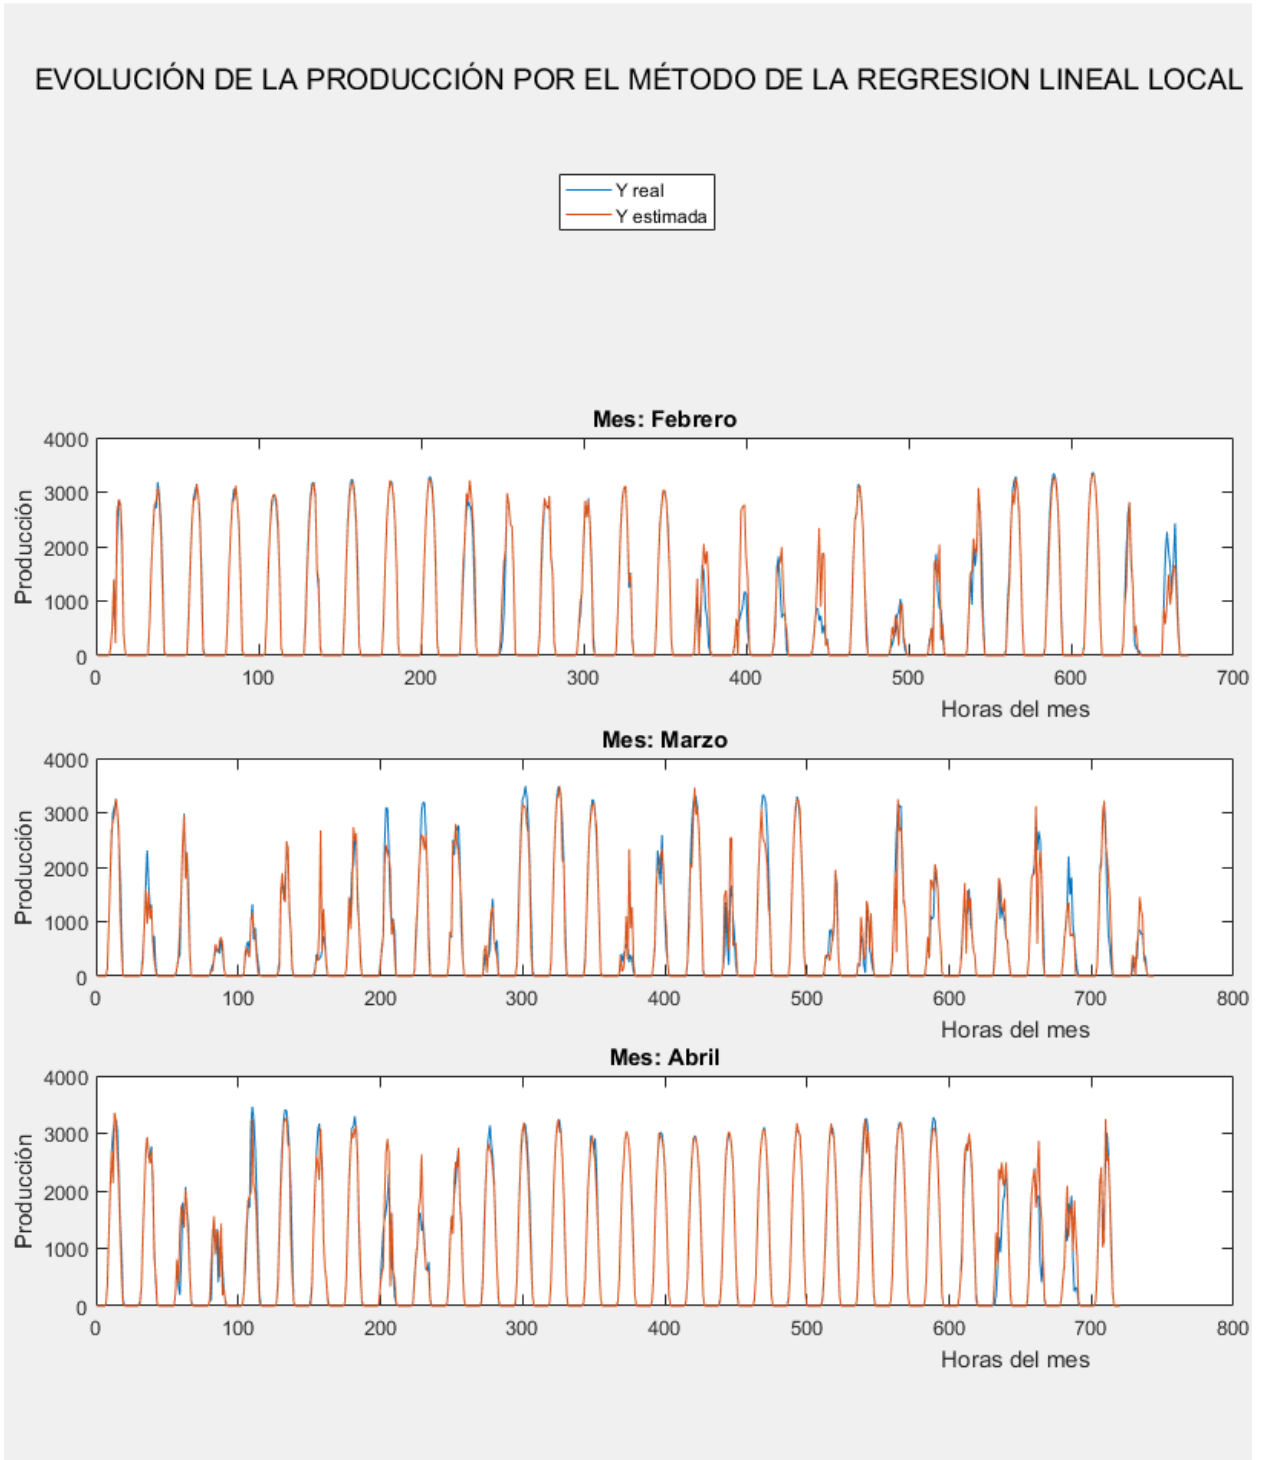 EVOLUCIÓN DE LA PRODUCCIÓN POR EL MÉTODO DE LA REGRESION LINEAL LOCAL
Y real
Y estimada
Mes: Febrero
Producción
4000
3000
2000
1000
0
0 100 200 300 400 500 600 700
Horas del mes
Mes: Marzo
Producción
4000
3000
2000
1000
0
0 100 200 300 400 500 600 700 800
Horas del mes
Mes: Abril
Producción
4000
3000
2000
1000
0
0 100 200 300 400 500 600 700 800
Horas del mes